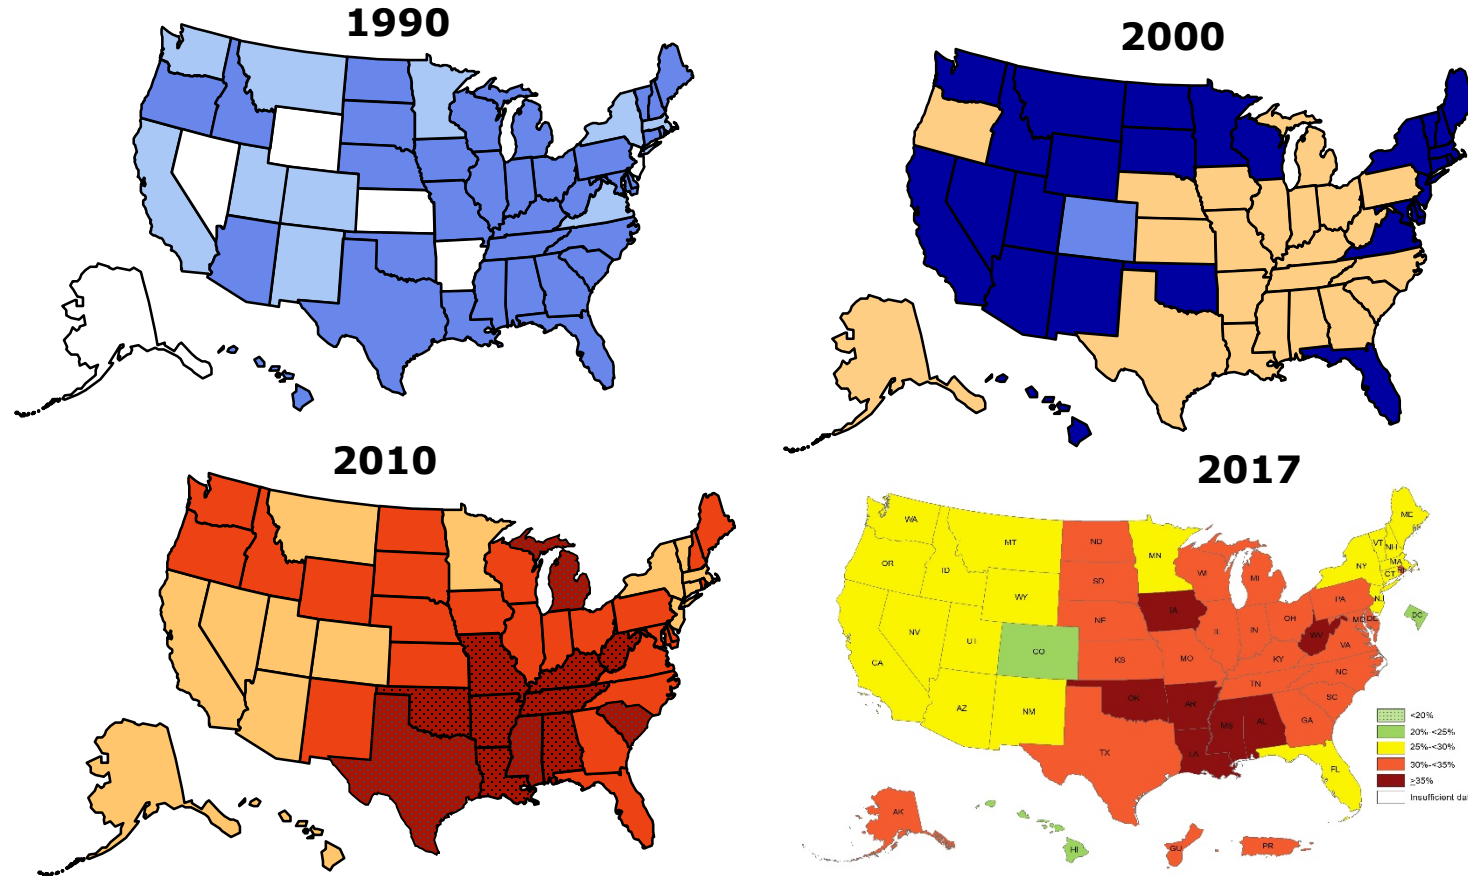 1990
2000
2010
2017
WA
MT
ND
MN
ME
OR
ID
SD
WI
MI
VT
NH
NY
MA
CT
WY
NV
UT
CO
NE
IA
IL
IN
OH
PA
NJ
MD
DE
DC
WV
VA
CA
KS
MO
KY
NC
TN
AZ
NM
OK
AR
SC
MS
AL
GA
LA
TX
FL
AK
HI
GU
PR
<20%
20%-<25%
25%-<30%
30%-<35%
≥35%
Insufficient dat